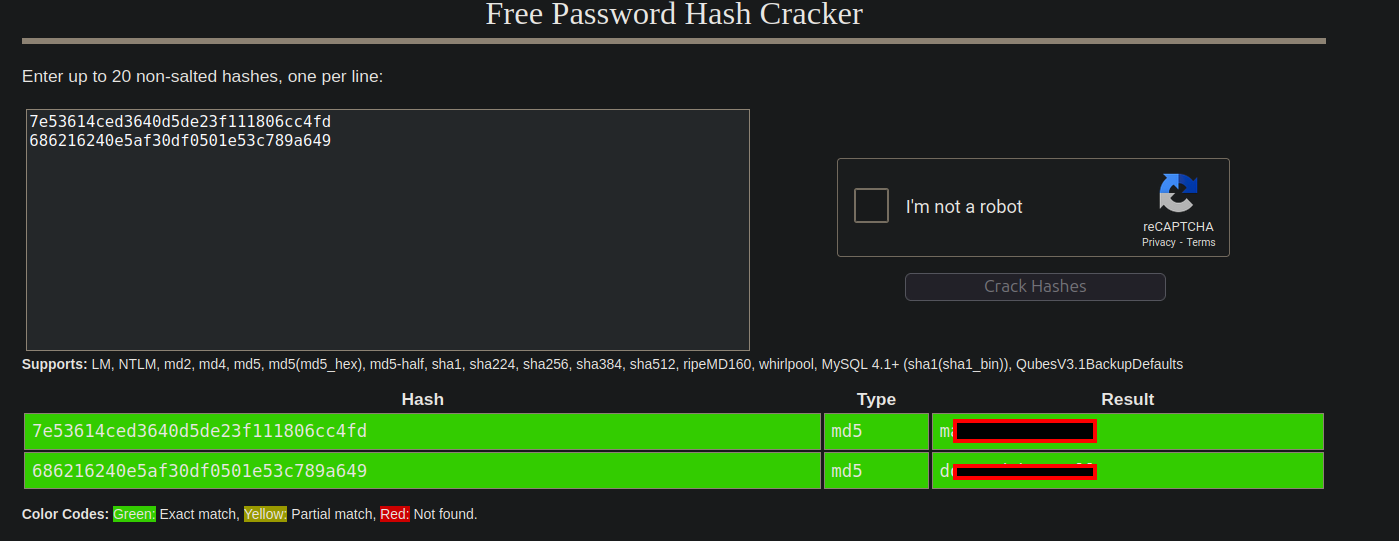 Free Password Hash Cracker
Enter up to 20 non-salted hashes, one per line:
7e53614ced3640d5de23f111806cc4fd
686216240e5af30df0501e53c789a649
I'm not a robot
reCAPTCHA
Privacy - Terms
Crack Hashes
Supports: LM, NTLM, md2, md4, md5, md5(md5_hex), md5-half, sha1, sha224, sha256, sha384, sha512, ripeMD160, whirlpool, MySQL 4.1+ (sha1(sha1_bin)), QubesV3.1BackupDefaults
Hash Type Result
7e53614ced3640d5de23f111806cc4fd md5
686216240e5af30df0501e53c789a649 md5
Color Codes: Green: Exact match, Yellow: Partial match, Red: Not found.